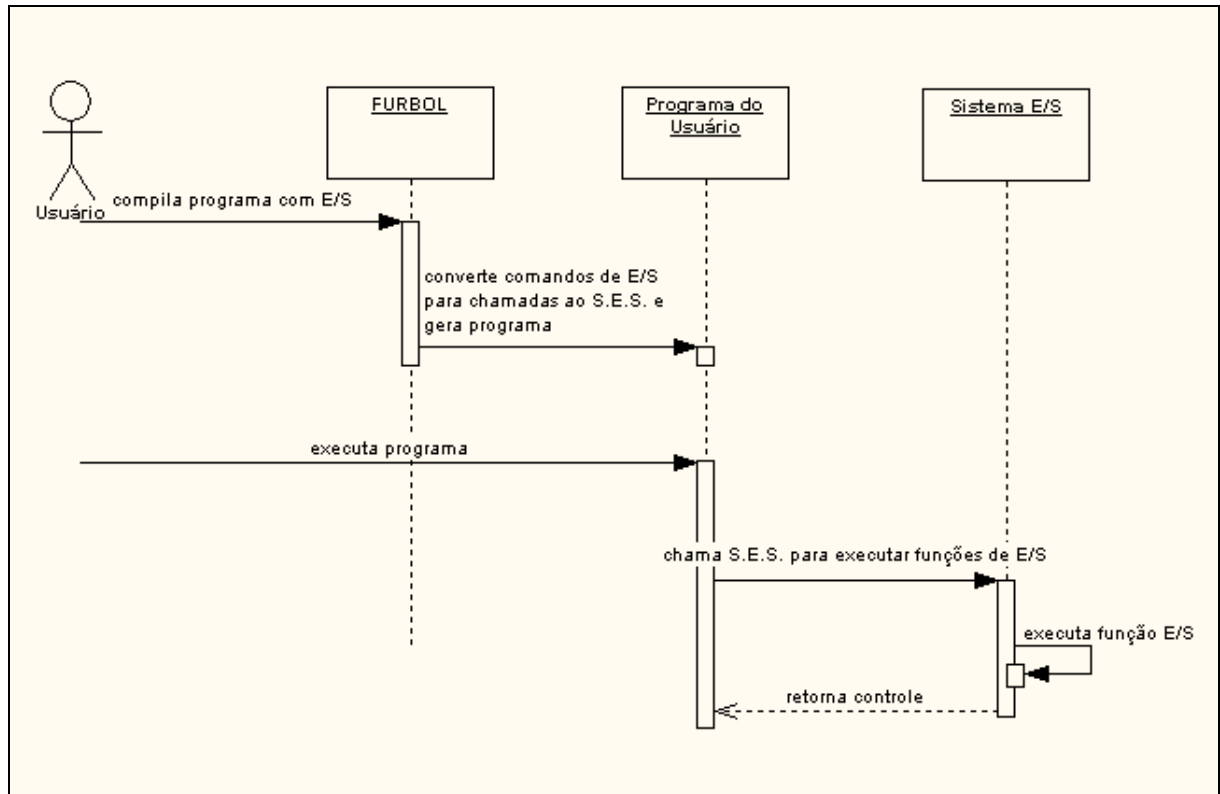 FURBOL
Programa do
Usuário
Sistema E/S
Usuário
compila programa com E/S
converte comandos de E/S
para chamadas ao S.E.S. e
gera programa
executa programa
chama S.E.S. para executar funções de E/S
executa função E/S
retorna controle